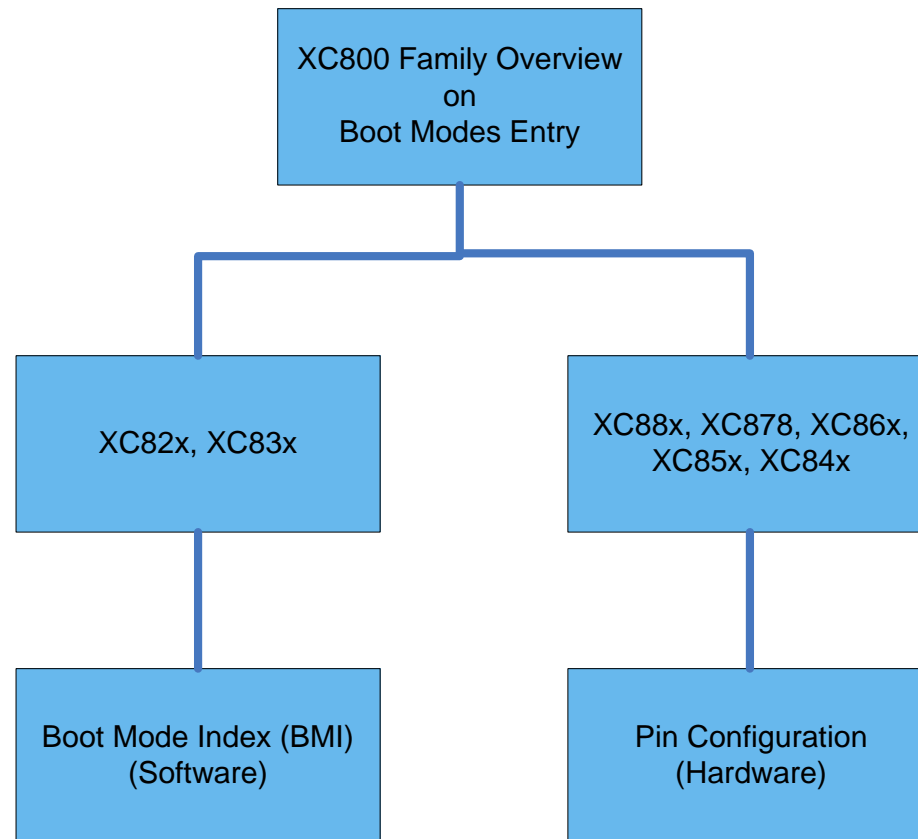 XC800 Family Overview
on
Boot Modes Entry
XC82x, XC83x
XC88x, XC878, XC86x,
XC85x, XC84x
Boot Mode Index (BMI)
(Software)
Pin Configuration
(Hardware)